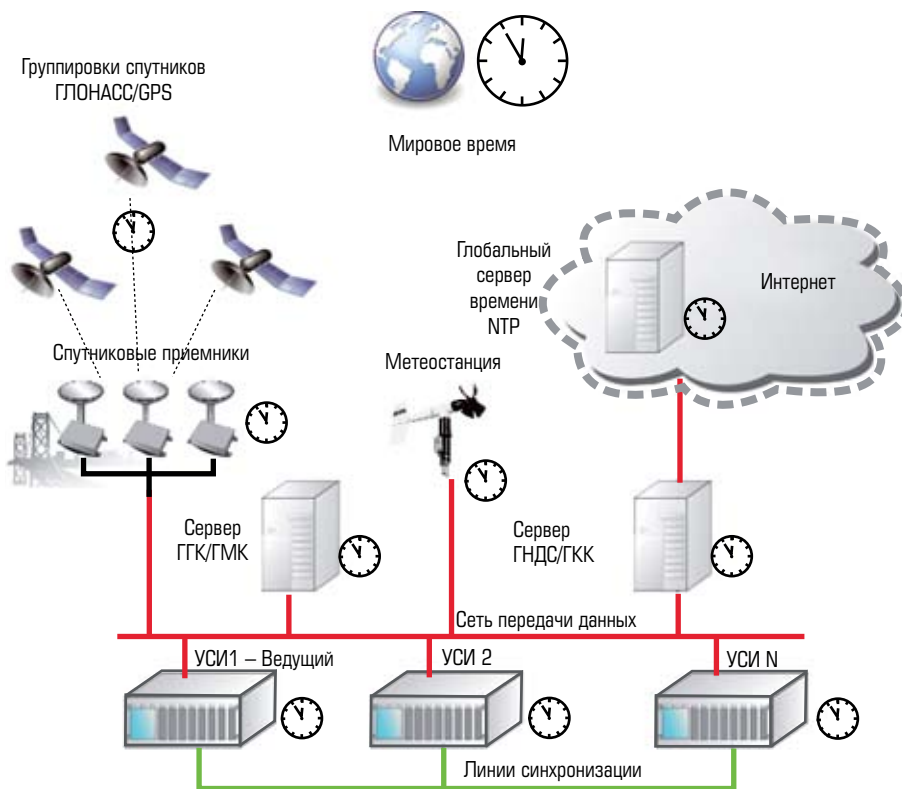 Группировки спутников
ГЛОНАСС/GPS
Мировое время
Глобальный
сервер
времени
NTP
Интернет
Спутниковые приемники
Метеостанция
Сервер
ГГК/ГМК
Сервер
ГНДС/ГКК
Сеть передачи данных
УСИ1 – Ведущий
УСИ 2
УСИ N
Линии синхронизации